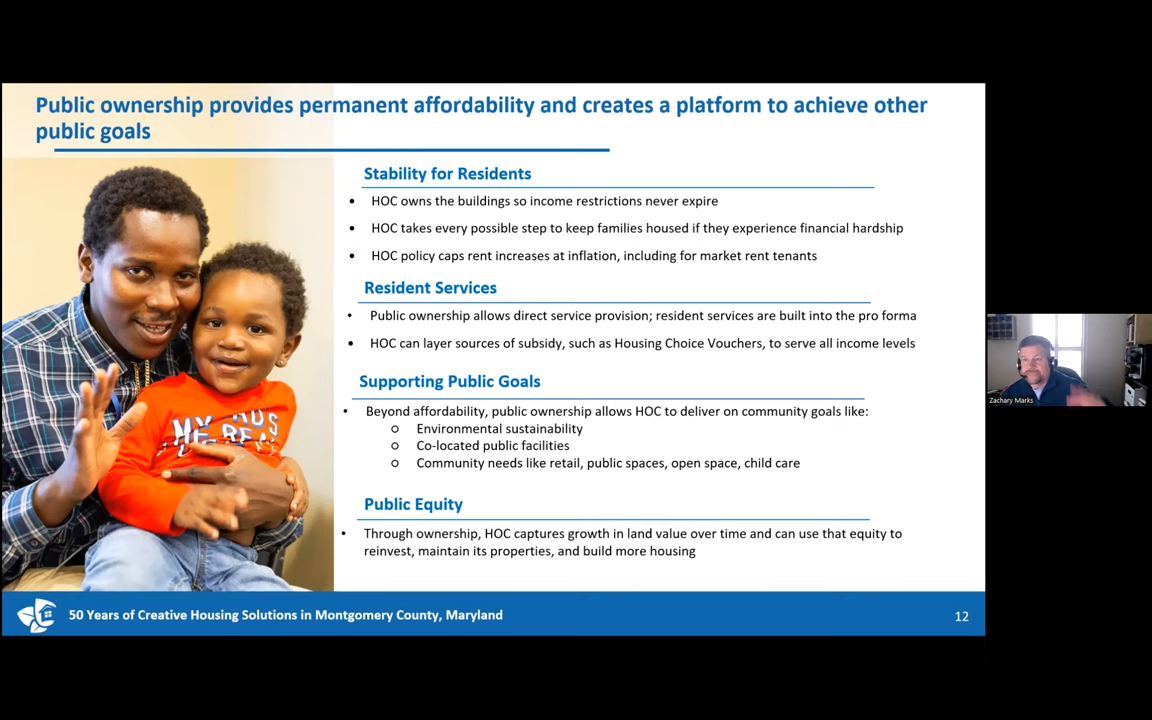 Public ownership provides permanent affordability and creates a platform to achieve other
public goals
Stability for Residents
• HOC owns the buildings so income restrictions never expire
• HOC takes every possible step to keep families housed if they experience financial hardship
• HOC policy caps rent increases at inflation, including for market rent tenants
Resident Services
• Public ownership allows direct service provision; resident services are built into the pro forma
• HOC can layer sources of subsidy, such as Housing Choice Vouchers, to serve all income levels
Supporting Public Goals
• Beyond affordability, public ownership allows HOC to deliver on community goals like:
o Environmental sustainability
o Co-located public facilities
o Community needs like retail, public spaces, open space, child care
Public Equity
• Through ownership, HOC captures growth in land value over time and can use that equity to
reinvest, maintain its properties, and build more housing
50 Years of Creative Housing Solutions in Montgomery County, Maryland
12
Zachary Marks